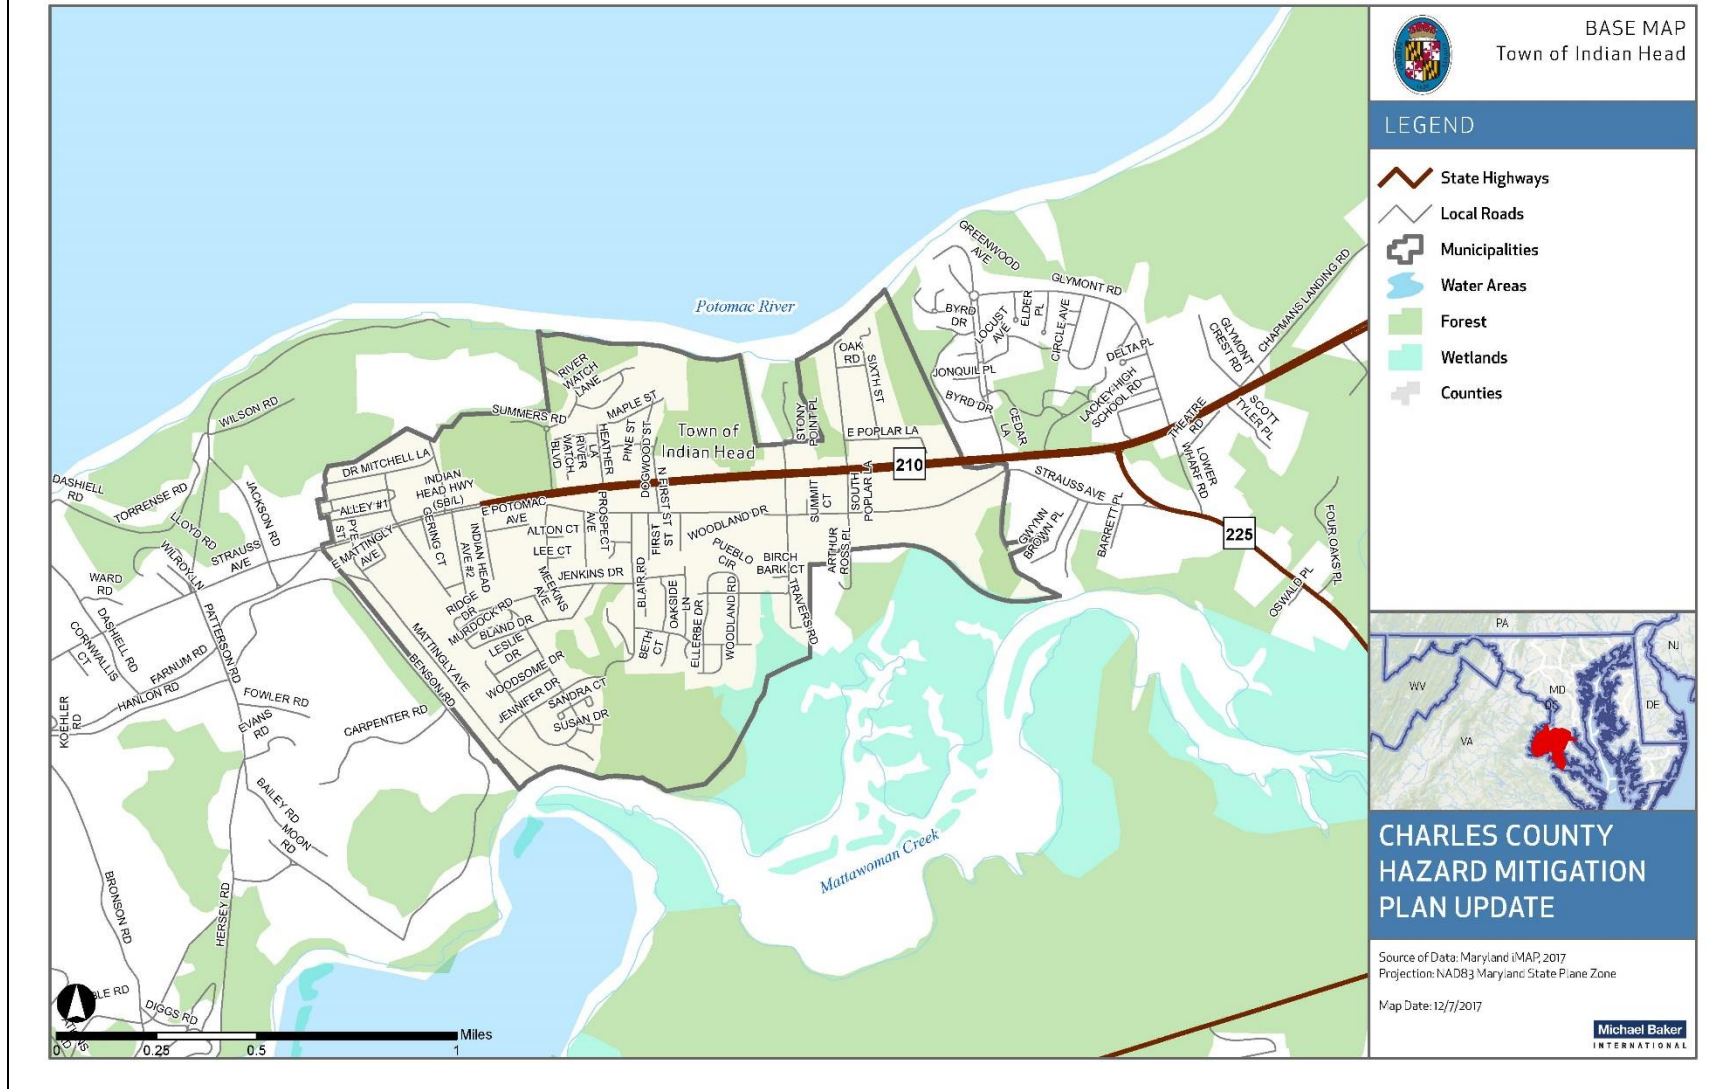 BASE MAP
Town of Indian Head
LEGEND
State Highways
Local Roads
Municipalities
Water Areas
Forest
Wetlands
Counties
PA
NJ
WV
MD
DE
VA
CHARLES COUNTY
HAZARD MITIGATION
PLAN UPDATE
Source of Data: Maryland iMAP, 2017
Projection: NAD83 Maryland State Plane Zone
Map Date: 12/7/2017
Michael Baker
INTERNATIONAL
Potomac River
GREENWOOD
AVE
GLYMONT RD
BYRD
DR
LOCUST
AVE
ELDER
PL
CIRCLE AVE
DELTA PL
GLYMONT
CREST RD
CHAPMANS LANDING RD
JONQUIL PL
BYRD DR
CEDAR
LA
LACKEY-HIGH
SCHOOL RD
THEATRE
RD
SCOTT
TYLER PL
LOWER
WHARF RD
OAK
RD
SIXTH ST
STONY
POINT PL
E POPLAR LA
RIVER
WATCH
LANE
MAPLE ST
SUMMERS RD
WILSON RD
RIVER
WATCH
BLVD
HEATHER
LA
PINE ST
DOGWOOD ST
Town of
Indian Head
210
DR MITCHELL LA
INDIAN
HEAD HWY
(SB/L)
ALLEY #1
PYE
ST
E MATTINGLY
AVE
GERING CT
INDIAN HEAD
AVE #2
E POTOMAC
AVE
ALTON CT
LEE CT
PROSPECT
AVE
N FIRST ST
FIRST
ST
WOODLAND DR
SUMMIT
CT
SOUTH
POPLAR LA
STRAUSS AVE
GWYNN
BROWN PL
BARRETT PL
225
FOUR OAKS PL
OSWALD PL
DASHIELL
RD
TORRENSE RD
JACKISON RD
LLOYD RD
STRAUSS
AVE
WILROY LN
WARD
RD
DASHIELL RD
CORNWALLIS
CT
PATTERSON RD
FARNUM RD
HANLON RD
KOEHLER
RD
FOWLER RD
EVANS
RD
CARPENTER RD
BAILEY RD
MOON
RD
BRONSON RD
HERSEY RD
DIGGS RD
BLE RD
MEEKINS
AVE
JENKINS DR
RIDGE
DR
MURDOCK RD
BLAND DR
LESLIE
DR
WOODSOME DR
JENNIFER DR
SANDRA CT
SUSAN DR
MATTINGLY AVE
BENSON RD
BLAIR RD
OAKSIDE
LN
BETH
CT
ELLERBE DR
WOODLAND RD
PUEBLO
CIR
BIRCH
BARK CT
TRAVERS RD
ARTHUR
ROSS PL
Mattawoman Creek
0
0.25
0.5
1
Miles